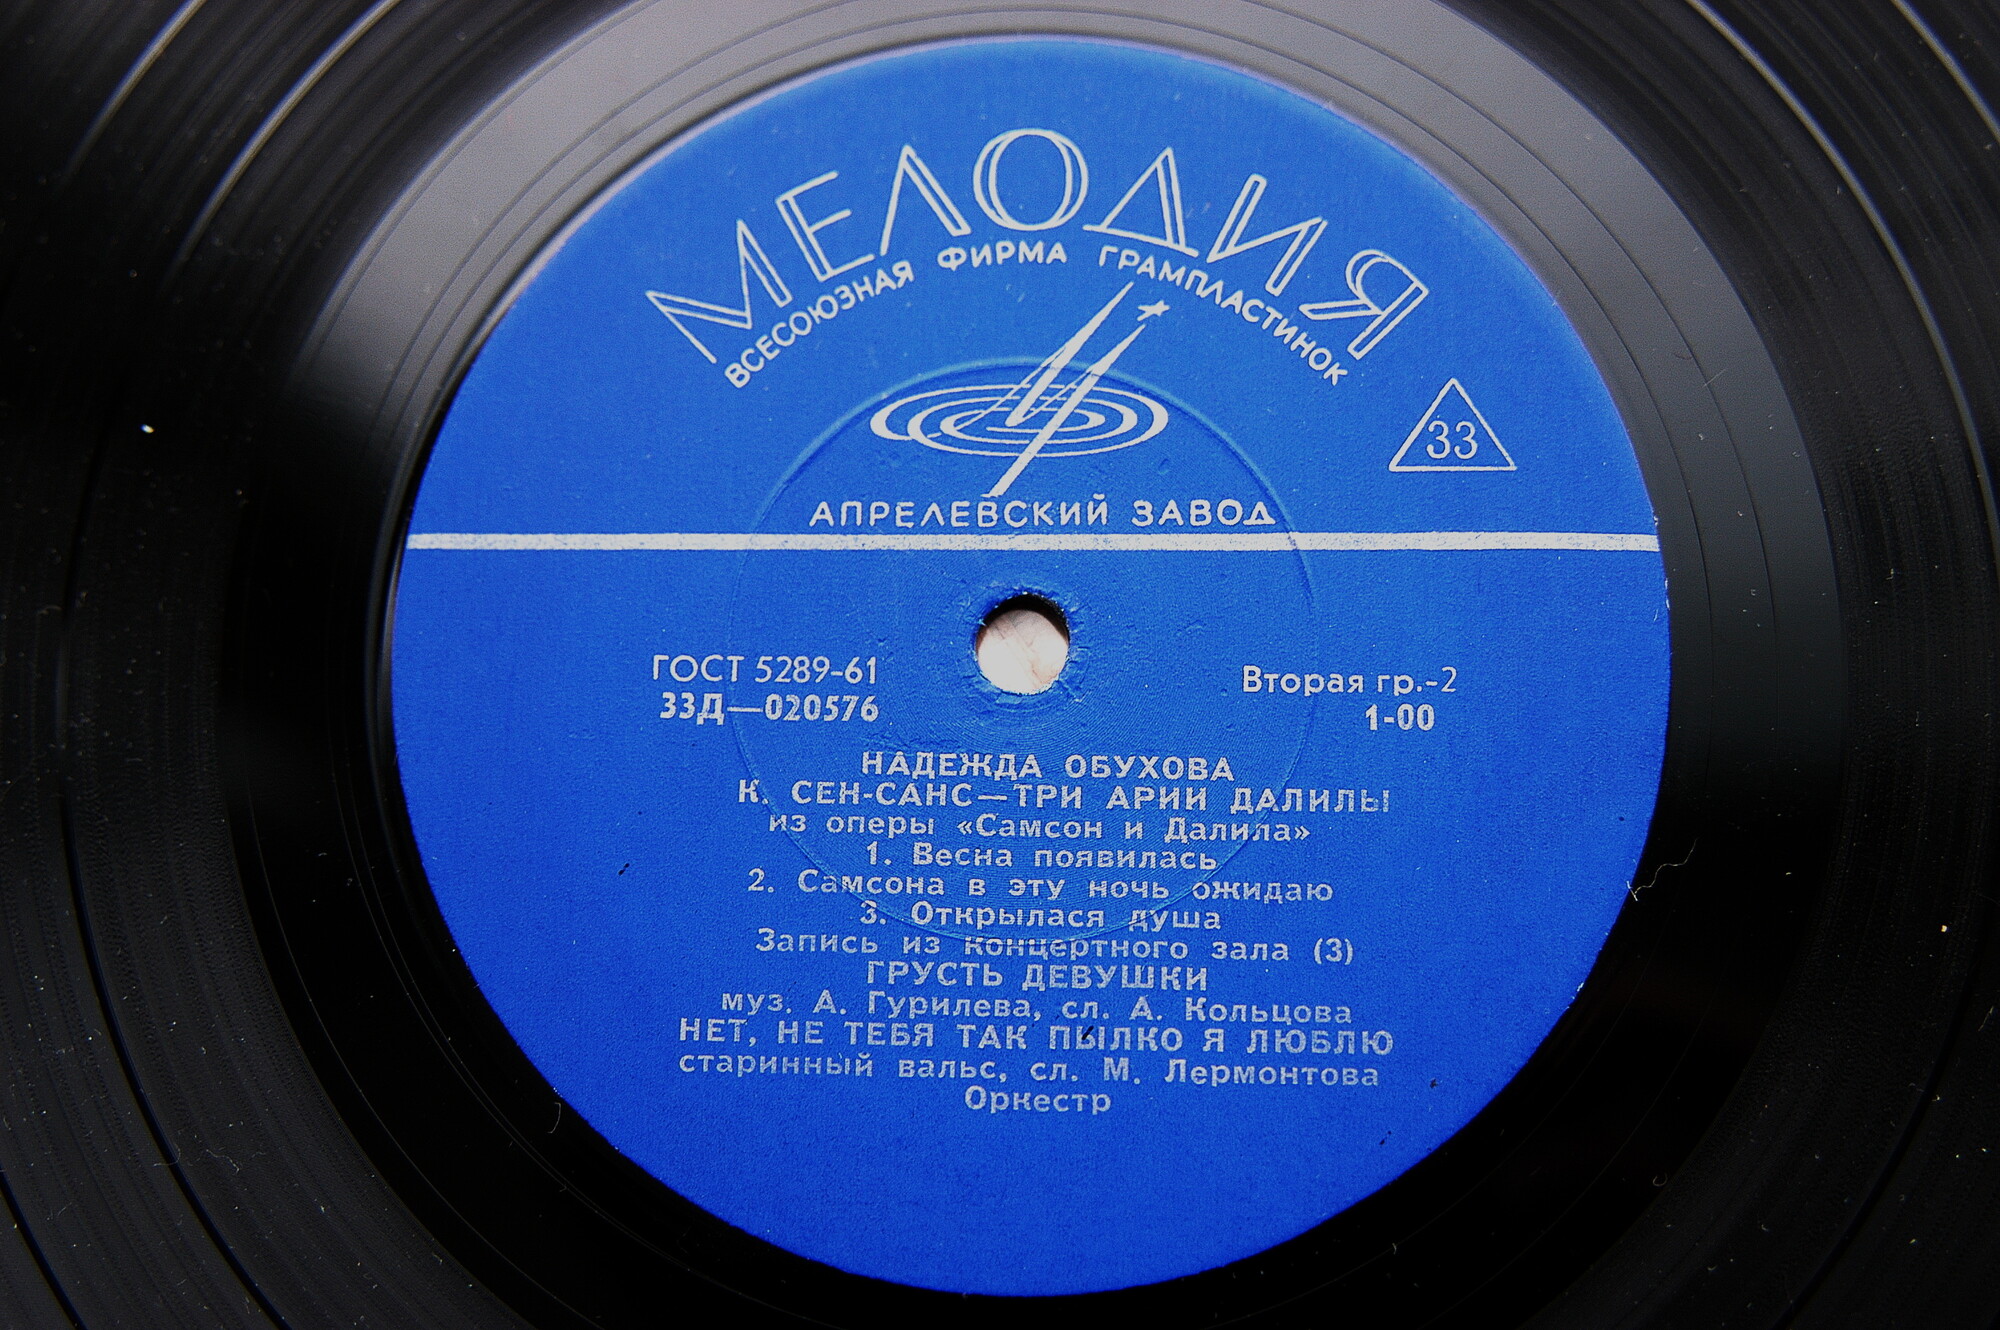 МЕЛОДИЯ
ВСЕСОЮЗНАЯ ФИРМА ГРАМПЛАСТИНОК
33
АПРЕЛЕВСКИЙ ЗАВОД
ГОСТ 5289-61
33Д—020576
Вторая гр.-2
1-00
НАДЕЖДА ОБУХОВА
К. СЕН-САНС—ТРИ АРИИ ДАЛИЛЫ
из оперы «Самсон и Далила»
1. Весна появилась
2. Самсона в эту ночь ожидаю
3. Открылася душа
Запись из концертного зала (3)
ГРУСТЬ ДЕВУШКИ
муз. А. Гурилева, сл. А. Кольцова
НЕТ, НЕ ТЕБЯ ТАК ПЫЛКО Я ЛЮБЛЮ
старинный вальс, сл. М. Лермонтова
Оркестр